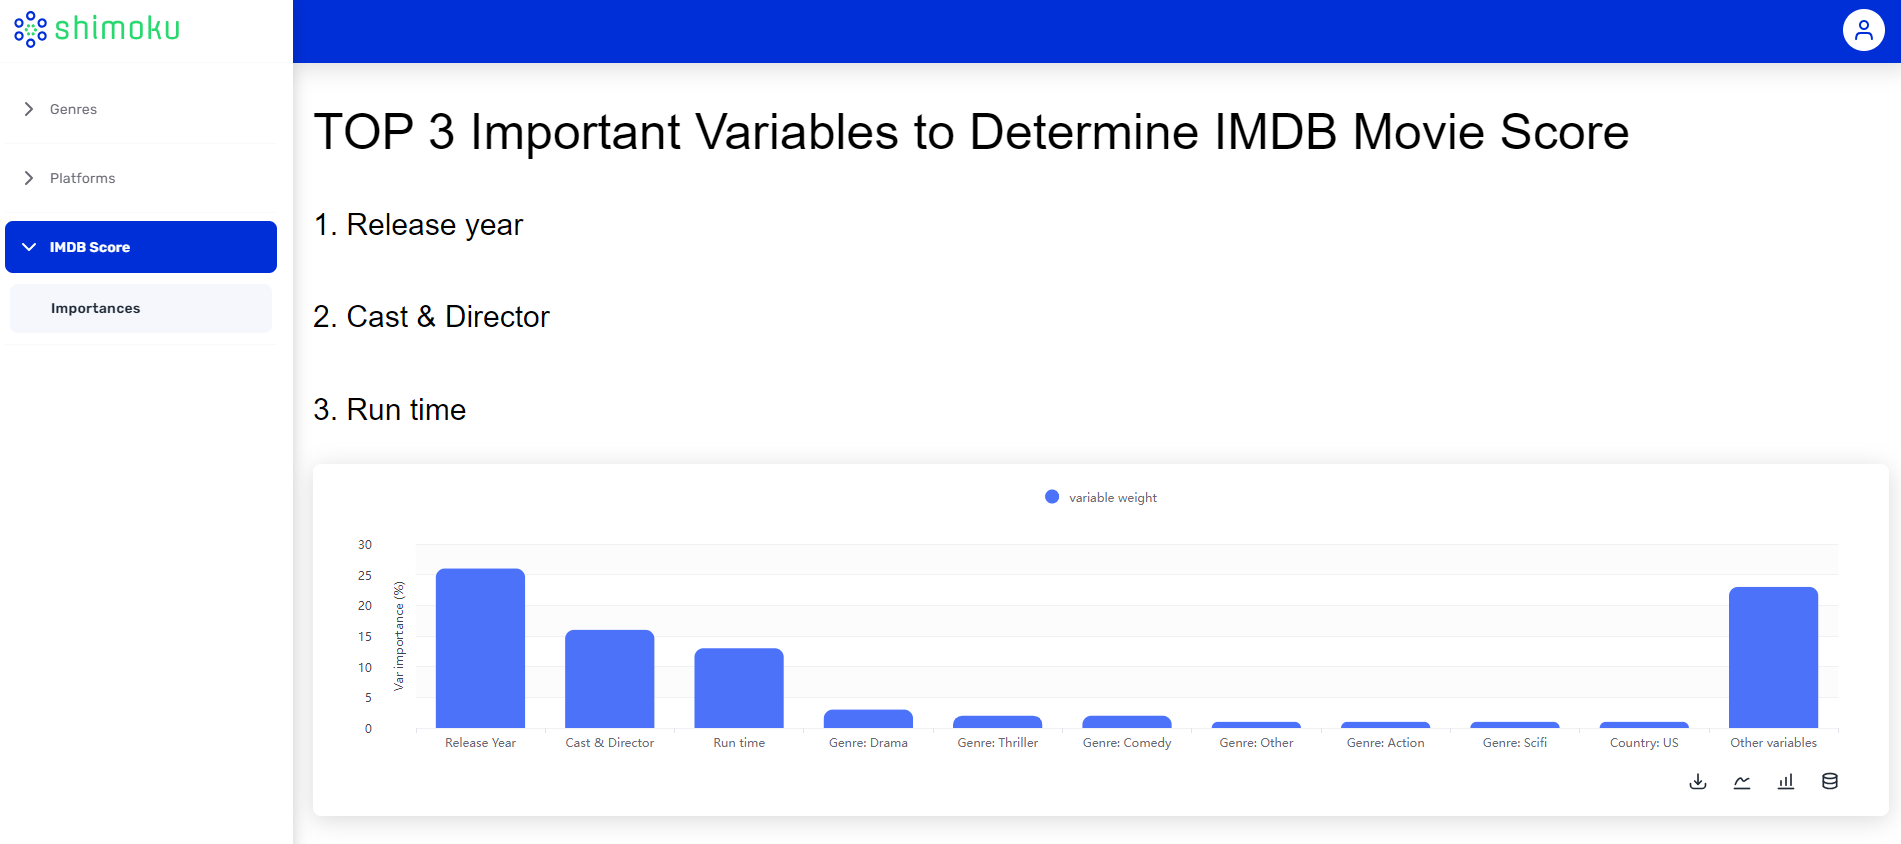 shimoku
Genres
Platforms
IMDB Score
Importances
TOP 3 Important Variables to Determine IMDB Movie Score
1. Release year
2. Cast & Director
3. Run time
variable weight
Var importance (%)
30
25
20
15
10
5
0
Release Year Cast & Director Run time Genre: Drama Genre: Thriller Genre: Comedy Genre: Other Genre: Action Genre: Scifi Country: US Other variables